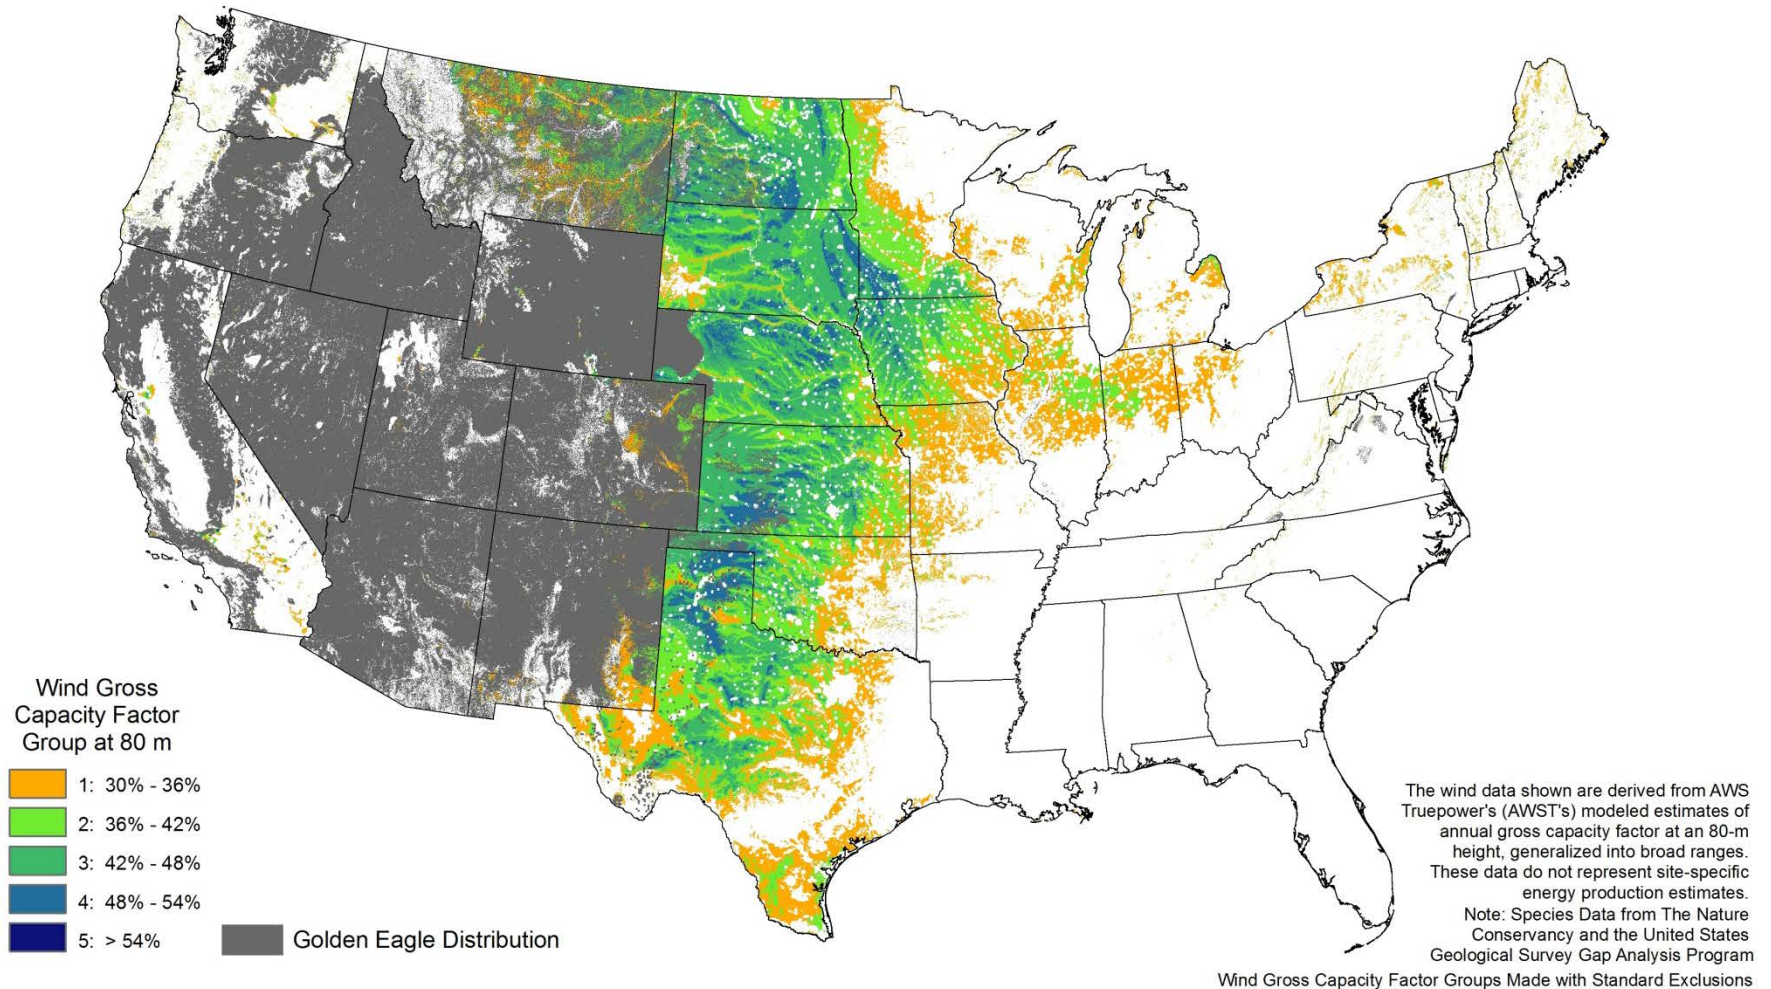 Wind Gross
Capacity Factor
Group at 80 m
1: 30% - 36%
2: 36% - 42%
3: 42% - 48%
4: 48% - 54%
5: > 54%
Golden Eagle Distribution
The wind data shown are derived from AWS
Truepower's (AWST's) modeled estimates of
annual gross capacity factor at an 80-m
height, generalized into broad ranges.
These data do not represent site-specific
energy production estimates.
Note: Species Data from The Nature
Conservancy and the United States
Geological Survey Gap Analysis Program
Wind Gross Capacity Factor Groups Made with Standard Exclusions